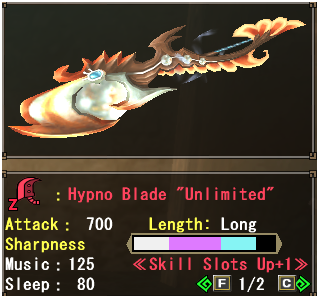 z : Hypno Blade "Unlimited"
Attack : 700 Length: Long
Sharpness
Music : 125 ≪Skill Slots Up+1≫
Sleep : 80 F 1/2 C